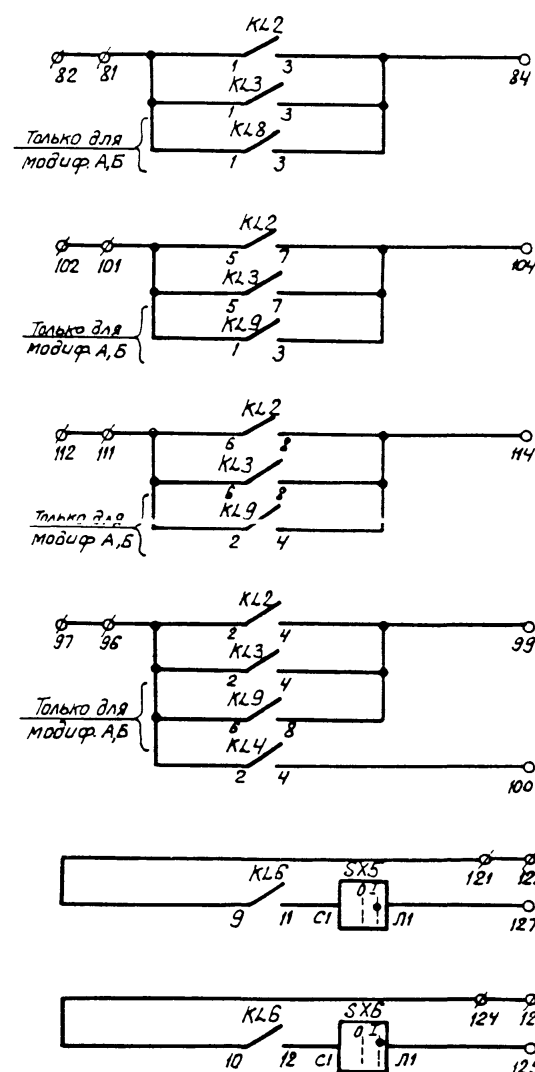 KL2
82 81 1 3 84
KL3
1 3
Только для
модиф. А,Б
KL8
1 3
KL2
102 101 5 7 104
KL3
5 7
Только для
модиф. А,Б
KL9
1 3
KL2
112 111 6 8 114
KL3
6 8
Только для
модиф. А,Б
KL9
2 4
KL2
97 96 2 4 99
KL3
2 4
Только для
модиф. А,Б
KL9
6 8
KL4
2 4 100
SX5
KL6 0 I 121
9 11 С1 Л1 127
SX6
KL6 0 I 124
10 12 С1 Л1